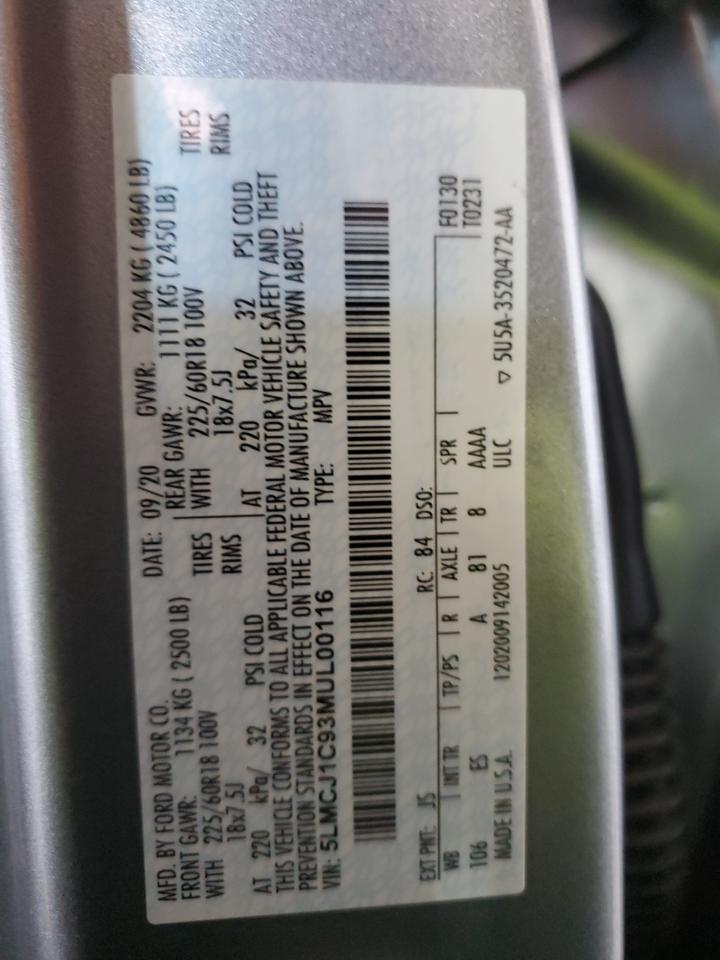 MFD. BY FORD MOTOR CO. DATE: 09/20 GVWR: 2204 KG ( 4860 LB)
FRONT GAWR: 1134 KG ( 2500 LB) REAR GAWR: 1111 KG ( 2450 LB)
WITH 225/60R18 100V TIRES WITH 225/60R18 100V TIRES
18x7.5J RIMS 18x7.5J RIMS
AT 220 kPa/ 32 PSI COLD AT 220 kPa/ 32 PSI COLD
THIS VEHICLE CONFORMS TO ALL APPLICABLE FEDERAL MOTOR VEHICLE SAFETY AND THEFT
PREVENTION STANDARDS IN EFFECT ON THE DATE OF MANUFACTURE SHOWN ABOVE.
VIN: 5LMCJ1C93MUL00116 TYPE: MPV
EXT PNT: JS RC: 84 DSO:
WB INT TR TP/PS R AXLE TR SPR F0130
T0231
106 ES A 81 8 AAAA
MADE IN U.S.A. 1202009142005 ULC ▽ 5U5A-3520472-AA